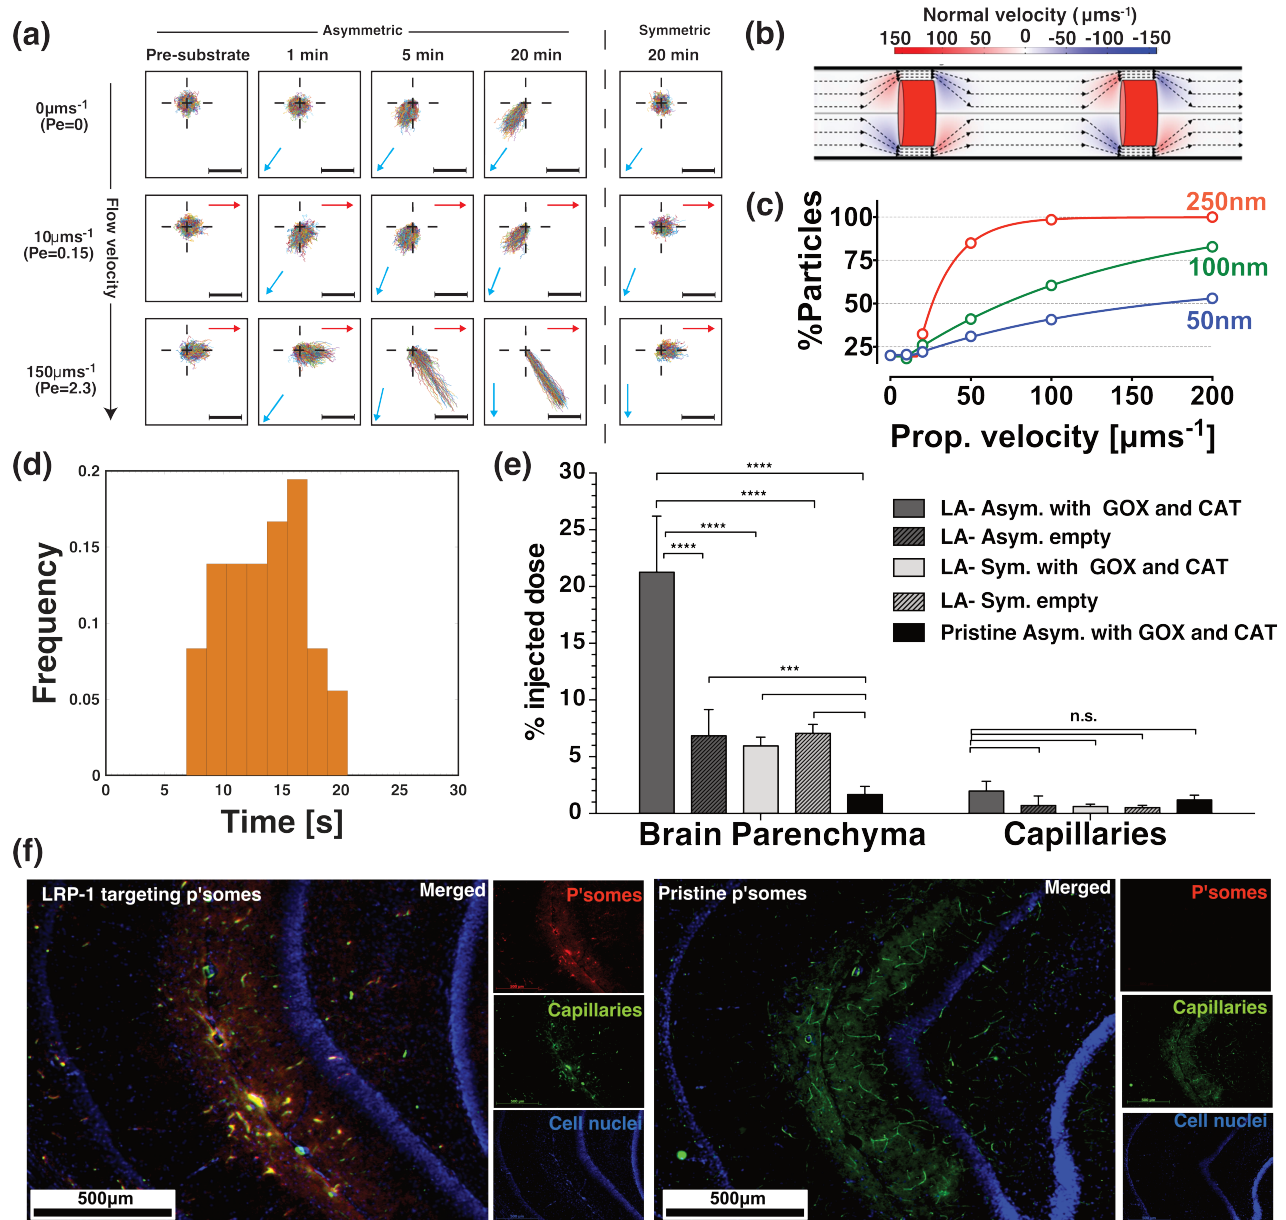 (a)
Asymmetric
Symmetric
Pre-substrate
1 min
5 min
20 min
20 min
0µms-1
(Pe=0)
Flow velocity
10µms-1
(Pe=0.15)
150µms-1
(Pe=2.3)
(b)
Normal velocity (µms-1)
150 100 50 0 -50 -100 -150
(c)
%Particles
100
75
50
25
250nm
100nm
50nm
0 50 100 150 200
Prop. velocity [µms-1]
(d)
Frequency
0.2
0.15
0.1
0.05
0
0 5 10 15 20 25 30
Time [s]
(e)
% injected dose
30
25
20
15
10
5
0
****
****
****
****
***
n.s.
LA- Asym. with GOX and CAT
LA- Asym. empty
LA- Sym. with GOX and CAT
LA- Sym. empty
Pristine Asym. with GOX and CAT
Brain Parenchyma
Capillaries
(f)
LRP-1 targeting p'somes
Merged
P'somes
Capillaries
Cell nuclei
500µm
Pristine p'somes
Merged
P'somes
Capillaries
Cell nuclei
500µm